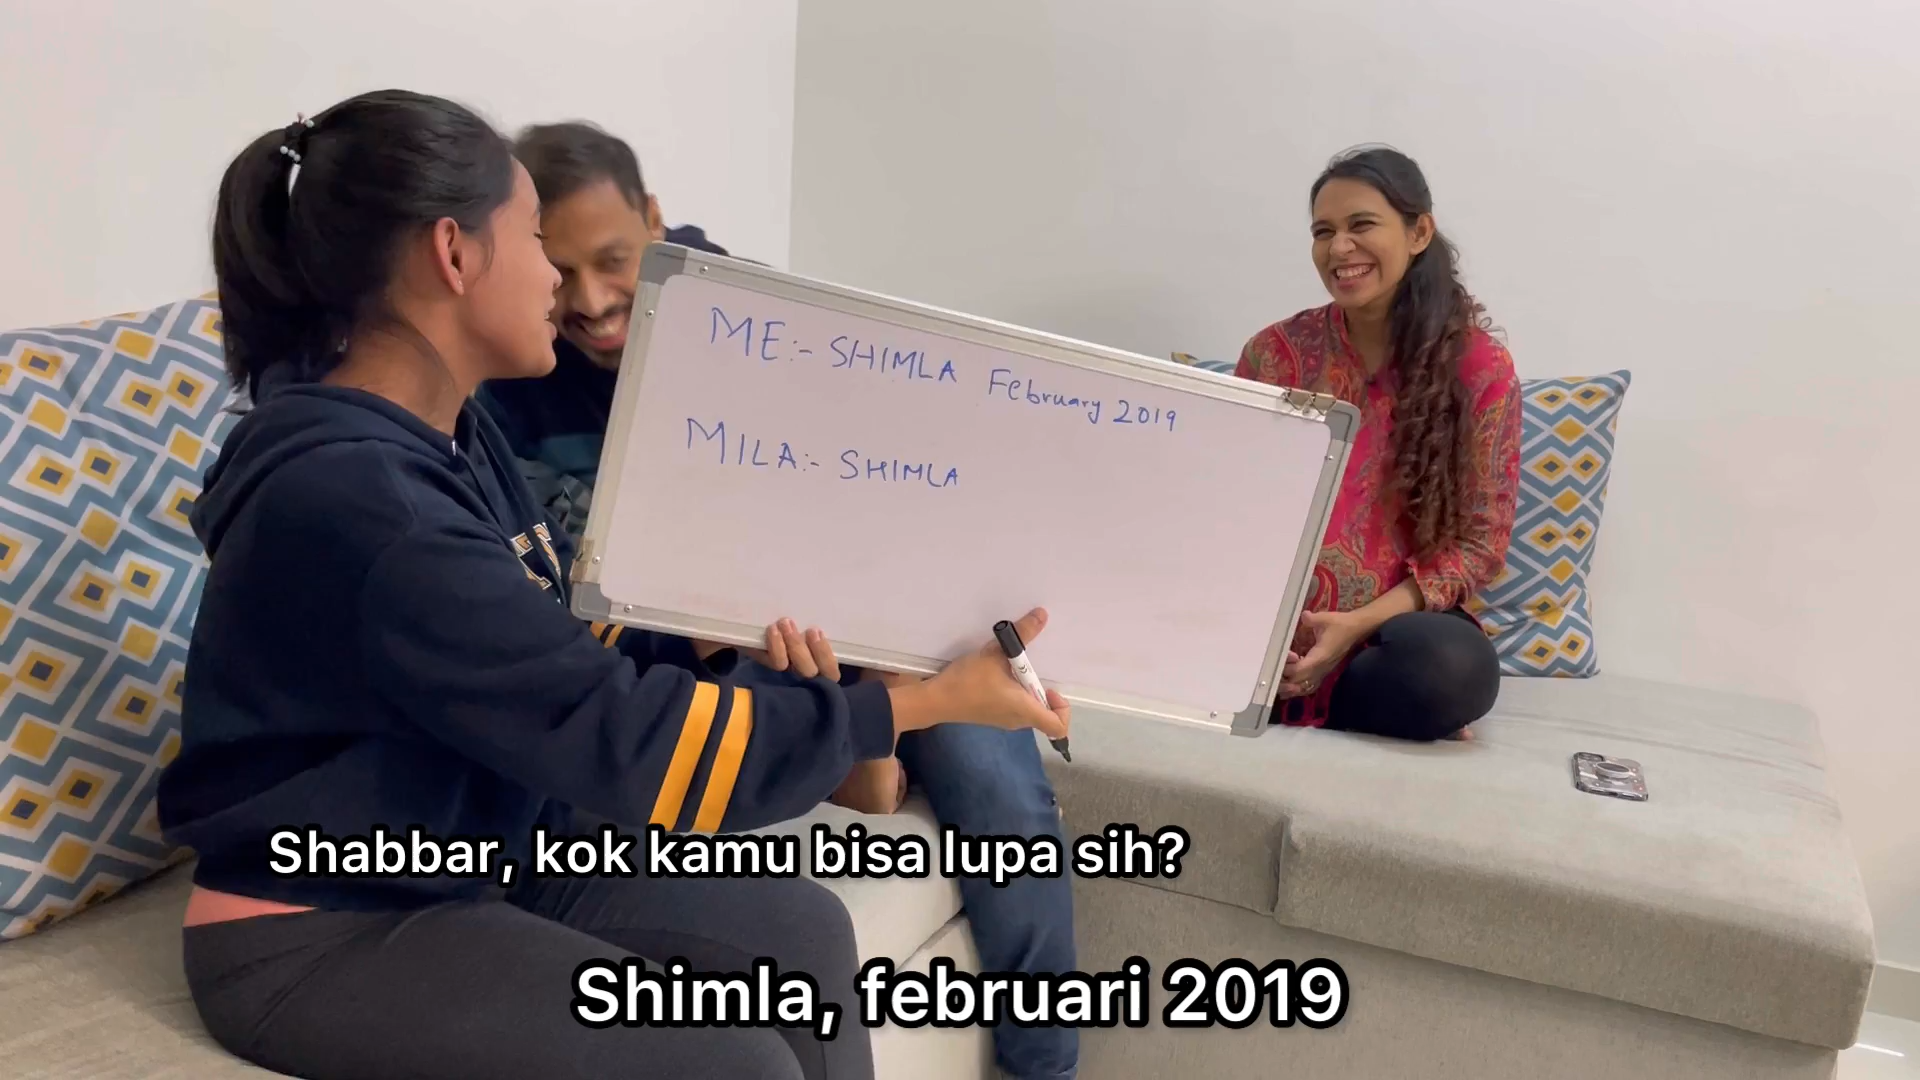 ME:- SHIMLA February 2019
MILA:- SHIMLA
Shabbar, kok kamu bisa lupa sih?
Shimla, februari 2019